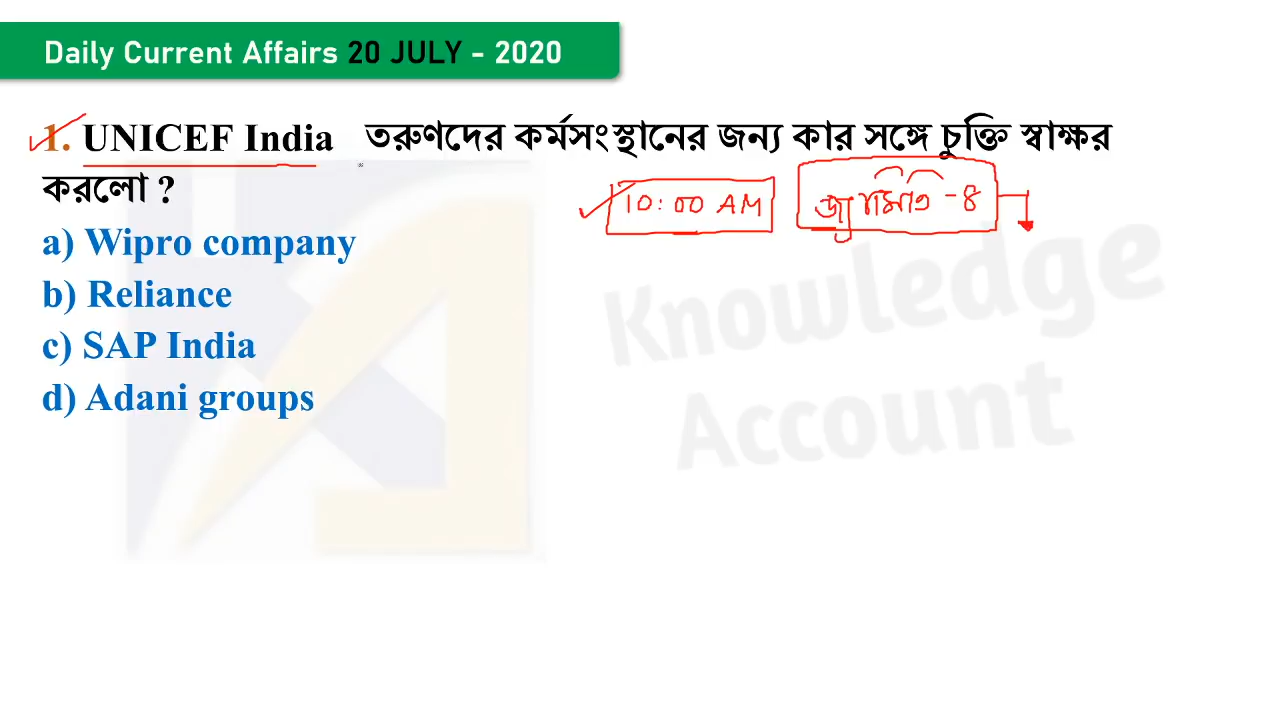 Daily Current Affairs 20 JULY - 2020
1. UNICEF India তরুণদের কর্মসংস্থানের জন্য কার সঙ্গে চুক্তি স্বাক্ষর
করলো ?
10:00 AM জ্যামিতি -8
a) Wipro company
b) Reliance
c) SAP India
d) Adani groups
Knowledge
Account